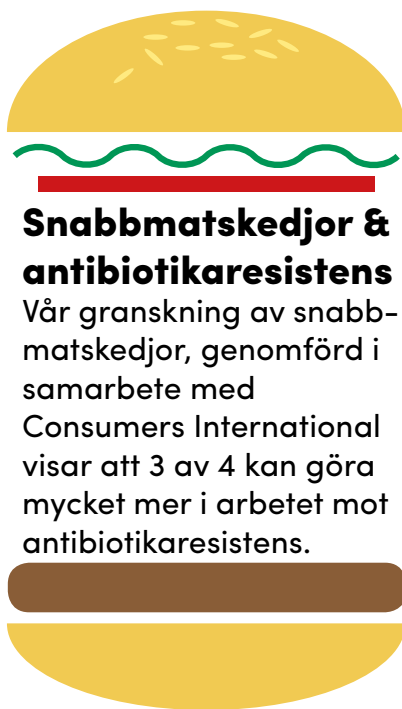 Snabbmatskedjor &
antibiotikaresistens
Vår granskning av snabb-
matskedjor, genomförd i
samarbete med
Consumers International
visar att 3 av 4 kan göra
mycket mer i arbetet mot
antibiotikaresistens.